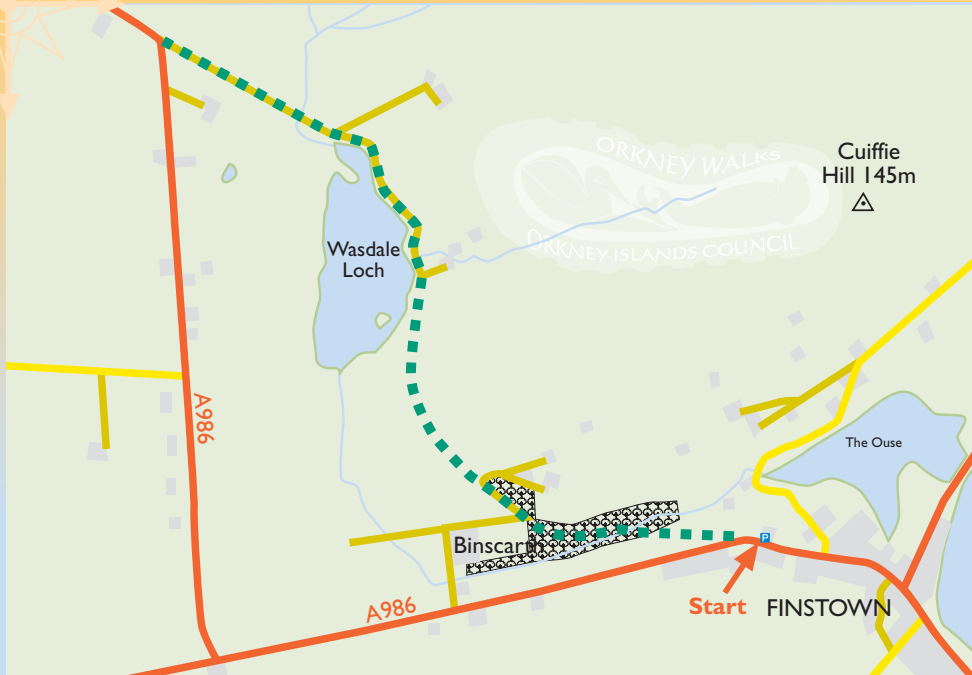 ORKNEY WALKS
ORKNEY ISLANDS COUNCIL
Cuiffie
Hill 145m
Wasdale
Loch
A986
The Ouse
Binscarth
P
A986
Start
FINSTOWN